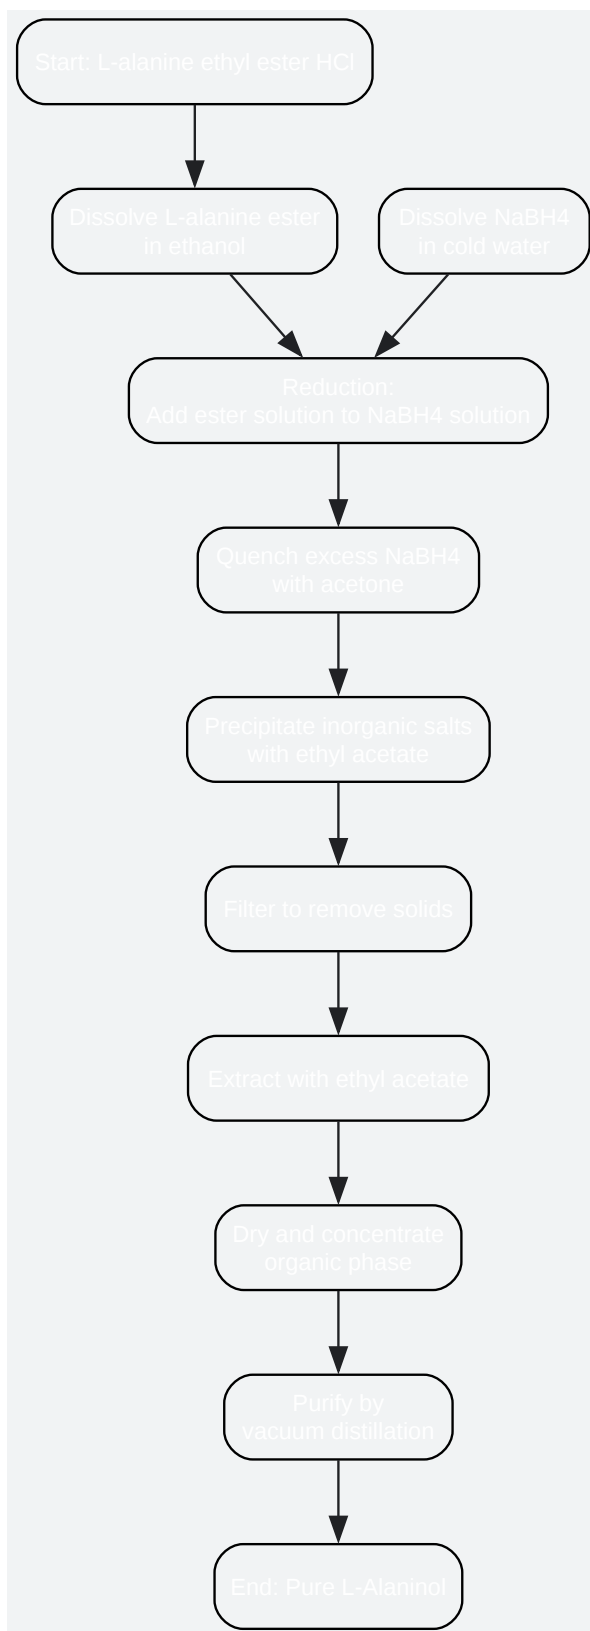 Start: L-alanine ethyl ester HCl
Dissolve L-alanine ester
in ethanol
Dissolve NaBH4
in cold water
Reduction:
Add ester solution to NaBH4 solution
Quench excess NaBH4
with acetone
Precipitate inorganic salts
with ethyl acetate
Filter to remove solids
Extract with ethyl acetate
Dry and concentrate
organic phase
Purify by
vacuum distillation
End: Pure L-Alaninol